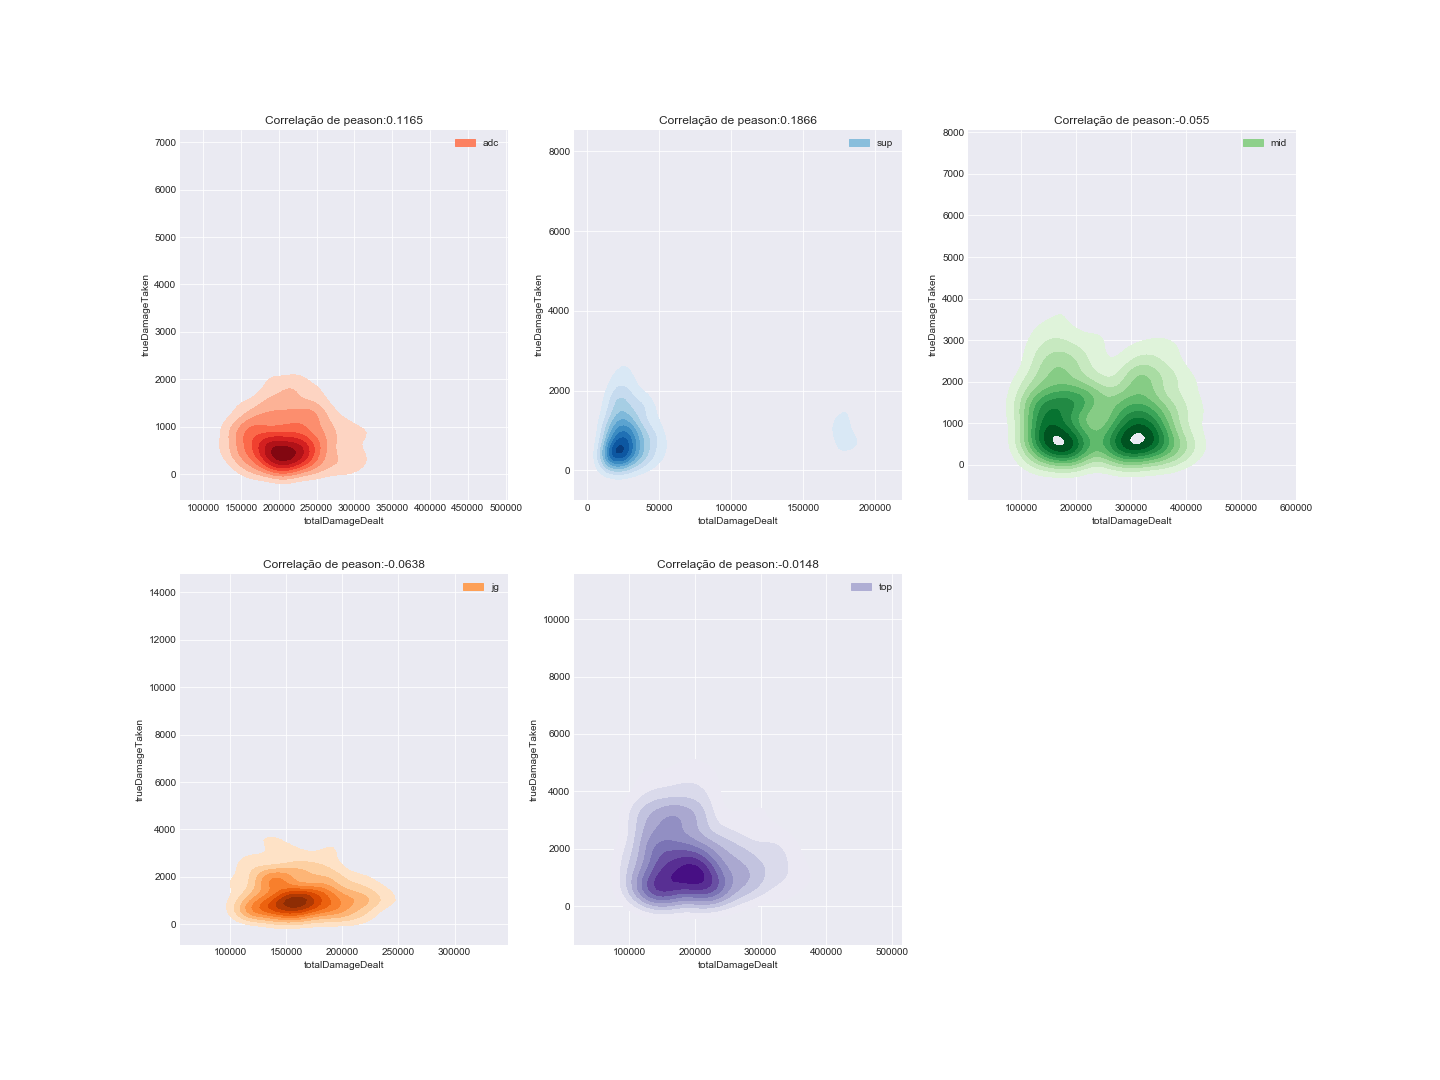 Correlação de peason:0.1165
adc
7000
6000
5000
4000
3000
2000
1000
0
trueDamageTaken
100000 150000 200000 250000 300000 350000 400000 450000 500000
totalDamageDealt
Correlação de peason:0.1866
sup
8000
6000
4000
2000
0
trueDamageTaken
0 50000 100000 150000 200000
totalDamageDealt
Correlação de peason:-0.055
mid
8000
7000
6000
5000
4000
3000
2000
1000
0
trueDamageTaken
100000 200000 300000 400000 500000 600000
totalDamageDealt
Correlação de peason:-0.0638
jg
14000
12000
10000
8000
6000
4000
2000
0
trueDamageTaken
100000 150000 200000 250000 300000
totalDamageDealt
Correlação de peason:-0.0148
top
10000
8000
6000
4000
2000
0
trueDamageTaken
100000 200000 300000 400000 500000
totalDamageDealt